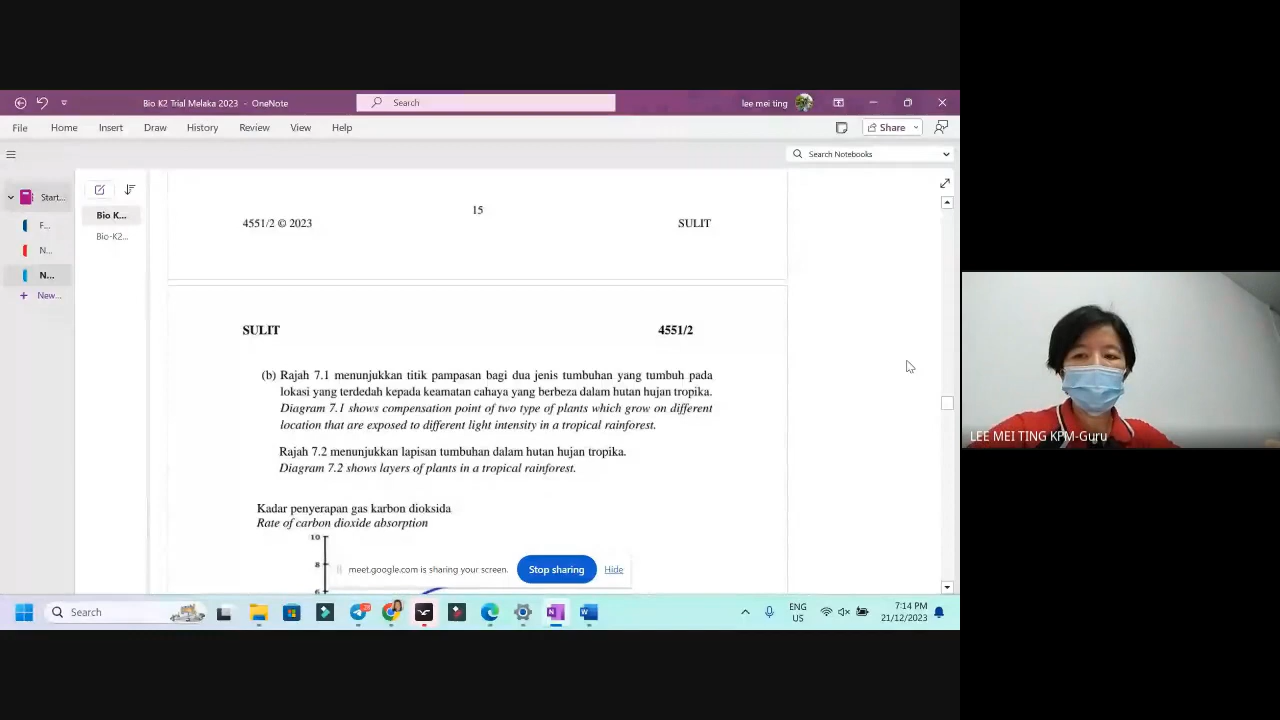 Bio K2 Trial Melaka 2023 - OneNote
Search
lee mei ting
File Home Insert Draw History Review View Help
Share
Search Notebooks
Start...
Bio K...
F...
Bio-K2...
N...
N...
+ New...
15
4551/2 © 2023 SULIT
SULIT 4551/2
(b) Rajah 7.1 menunjukkan titik pampasan bagi dua jenis tumbuhan yang tumbuh pada
lokasi yang terdedah kepada keamatan cahaya yang berbeza dalam hutan hujan tropika.
Diagram 7.1 shows compensation point of two type of plants which grow on different
location that are exposed to different light intensity in a tropical rainforest.
Rajah 7.2 menunjukkan lapisan tumbuhan dalam hutan hujan tropika.
Diagram 7.2 shows layers of plants in a tropical rainforest.
Kadar penyerapan gas karbon dioksida
Rate of carbon dioxide absorption
10
8
6
meet.google.com is sharing your screen.
Stop sharing
Hide
LEE MEI TING KPM-Guru
Search
ENG
US
7:14 PM
21/12/2023